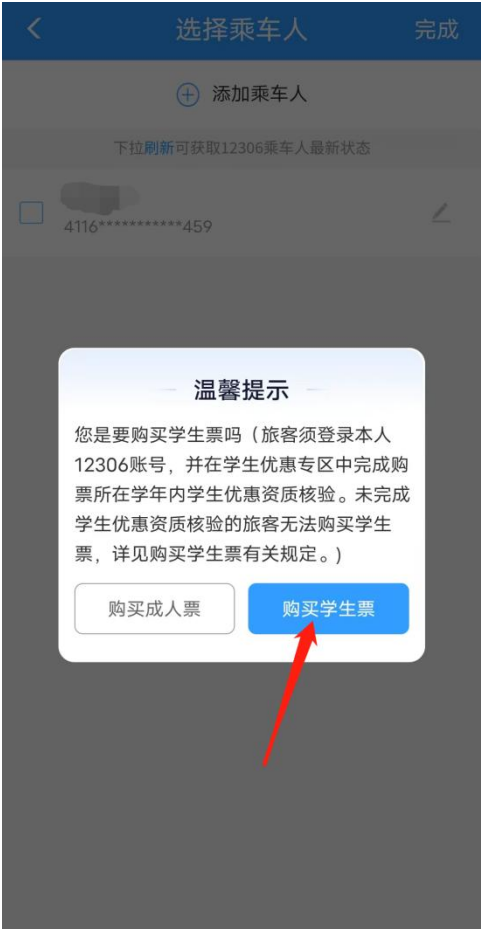 选择乘车人 完成
添加乘车人
下拉刷新可获取12306乘车人最新状态
4116***********459
温馨提示
您是要购买学生票吗（旅客须登录本人
12306账号，并在学生优惠专区中完成购
票所在学年内学生优惠资质核验。未完成
学生优惠资质核验的旅客无法购买学生
票，详见购买学生票有关规定。)
购买成人票 购买学生票